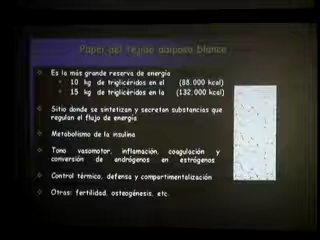 Papel del tejido adiposo blanco
Es la más grande reserva de energía
10 kg de triglicéridos en el (88.000 kcal)
15 kg de triglicéridos en la (132.000 kcal)
Sitio donde se sintetizan y secretan substancias que
regulan el flujo de energía
Metabolismo de la insulina
Tono vasomotor, inflamación, coagulación y
conversión de andrógenos en estrógenos
Control térmico, defensa y compartimentalización
Otras: fertilidad, osteogénesis, etc.